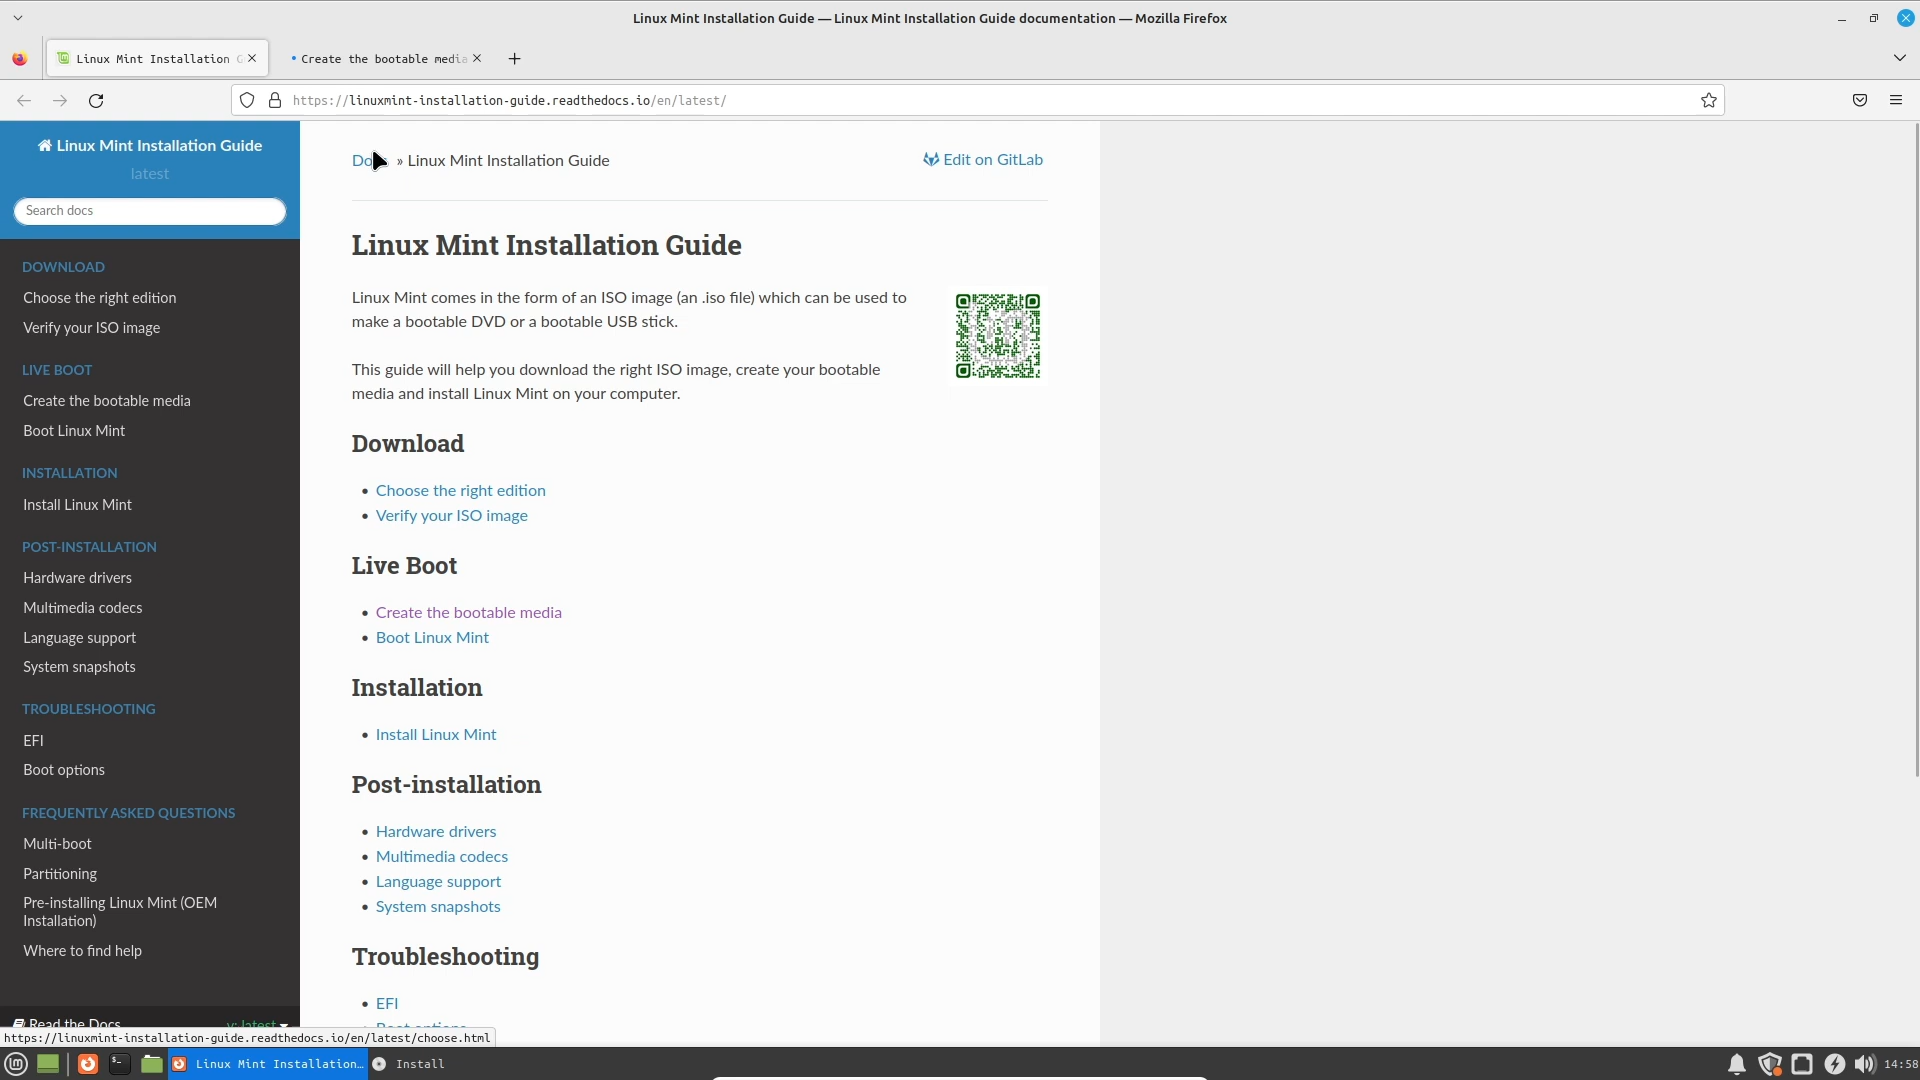 Linux Mint Installation Guide — Linux Mint Installation Guide documentation — Mozilla Firefox
Linux Mint Installation G
Create the bootable media
https://linuxmint-installation-guide.readthedocs.io/en/latest/
Linux Mint Installation Guide
latest
Search docs
DOWNLOAD
Choose the right edition
Verify your ISO image
LIVE BOOT
Create the bootable media
Boot Linux Mint
INSTALLATION
Install Linux Mint
POST-INSTALLATION
Hardware drivers
Multimedia codecs
Language support
System snapshots
TROUBLESHOOTING
EFI
Boot options
FREQUENTLY ASKED QUESTIONS
Multi-boot
Partitioning
Pre-installing Linux Mint (OEM
Installation)
Where to find help
Read the Docs
v: latest
» Linux Mint Installation Guide
Edit on GitLab
Linux Mint Installation Guide
Linux Mint comes in the form of an ISO image (an .iso file) which can be used to
make a bootable DVD or a bootable USB stick.
This guide will help you download the right ISO image, create your bootable
media and install Linux Mint on your computer.
Download
• Choose the right edition
• Verify your ISO image
Live Boot
• Create the bootable media
• Boot Linux Mint
Installation
• Install Linux Mint
Post-installation
• Hardware drivers
• Multimedia codecs
• Language support
• System snapshots
Troubleshooting
• EFI
Boot options
https://linuxmint-installation-guide.readthedocs.io/en/latest/choose.html
Linux Mint Installation…
Install
14:58